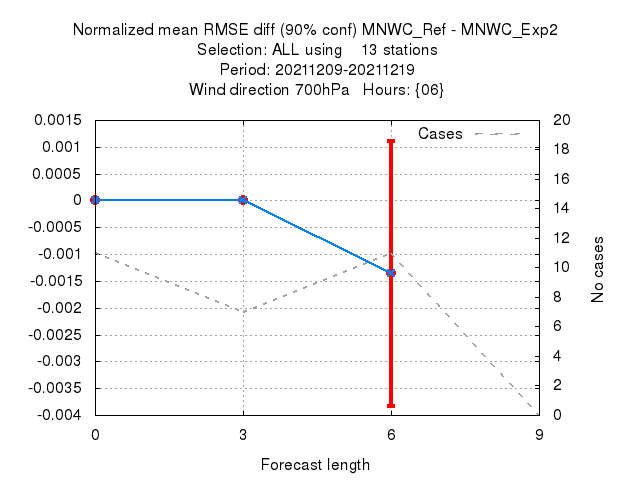 Normalized mean RMSE diff (90% conf) MNWC_Ref - MNWC_Exp2
Selection: ALL using    13 stations
Period: 20211209-20211219
Wind direction 700hPa   Hours: {06}
Cases
0.0015
0.001
0.0005
0
-0.0005
-0.001
-0.0015
-0.002
-0.0025
-0.003
-0.0035
-0.004
20
18
16
14
12
10
8
6
4
2
0
No cases
0 3 6 9
Forecast length